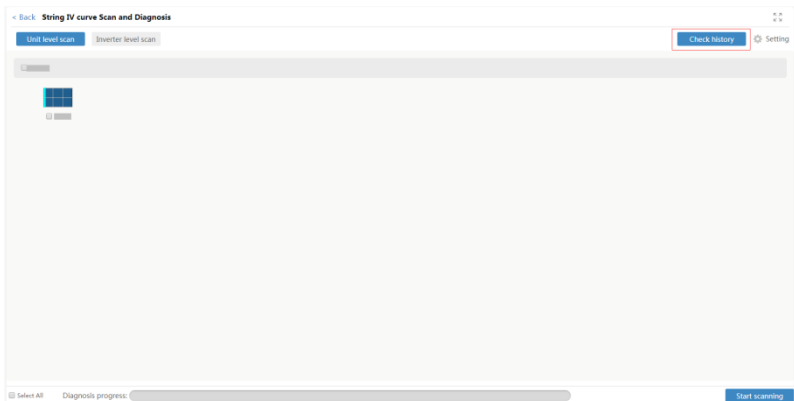 < Back String IV curve Scan and Diagnosis
Unit level scan Inverter level scan Check history Setting
Select All Diagnosis progress: Start scanning